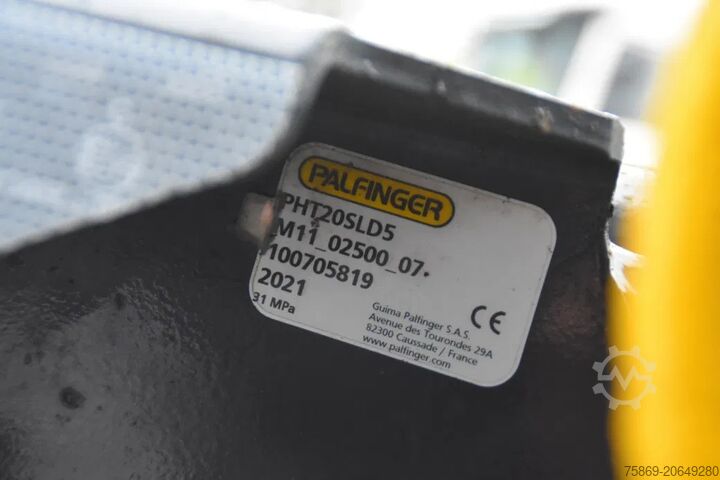 PALFINGER
PHT20SLD5
M11_02500_07.
100705819
2021
31 MPa
CE
Guima Palfinger S.A.S.
Avenue des Tourondes 29A
82300 Caussade / France
www.palfinger.com
75869-20649280